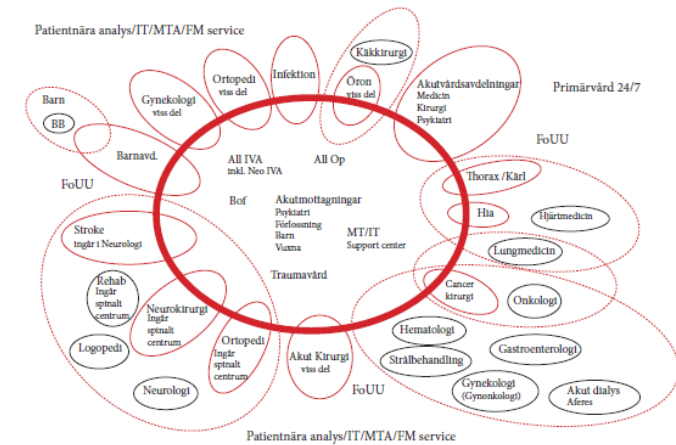 Patientnära analys/IT/MTA/FM service
Käkkirurgi
Ortopedi
viss del
Infektion
Öron
viss del
Akutvårdsavdelningar
Medicin
Kirurgi
Psykiatri
Primärvård 24/7
Barn
BB
Gynekologi
viss del
FoUU
Barnavd.
All IVA
inkl. Neo IVA
All Op
Thorax /Kärl
FoUU
Bof
Akutmottagningar
Psykiatri
Förlossning
Barn
Vuxna
MT/IT
Support center
Hia
Hjärtmedicin
Stroke
ingår i Neurologi
Lungmedicin
Traumavård
Rehab
Ingår
spinalt
centrum
Neurokirurgi
Ingår
spinalt
centrum
Cancer
kirurgi
Onkologi
Logopedi
Ortopedi
Ingår
spinalt
centrum
Akut Kirurgi
viss del
Hematologi
Strålbehandling
Gastroenterologi
Neurologi
FoUU
Gynekologi
(Gynonkologi)
Akut dialys
Aferes
Patientnära analys/IT/MTA/FM service